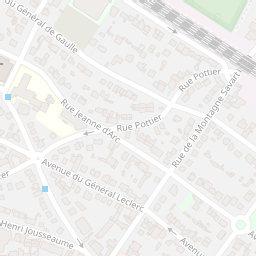 du Général de Gaulle
Rue Pottier
Rue Jeanne d'Arc
Rue Pottier
Rue de la Montagne Savart
Avenue du Général Leclerc
Henri Jousseaume
Avenue